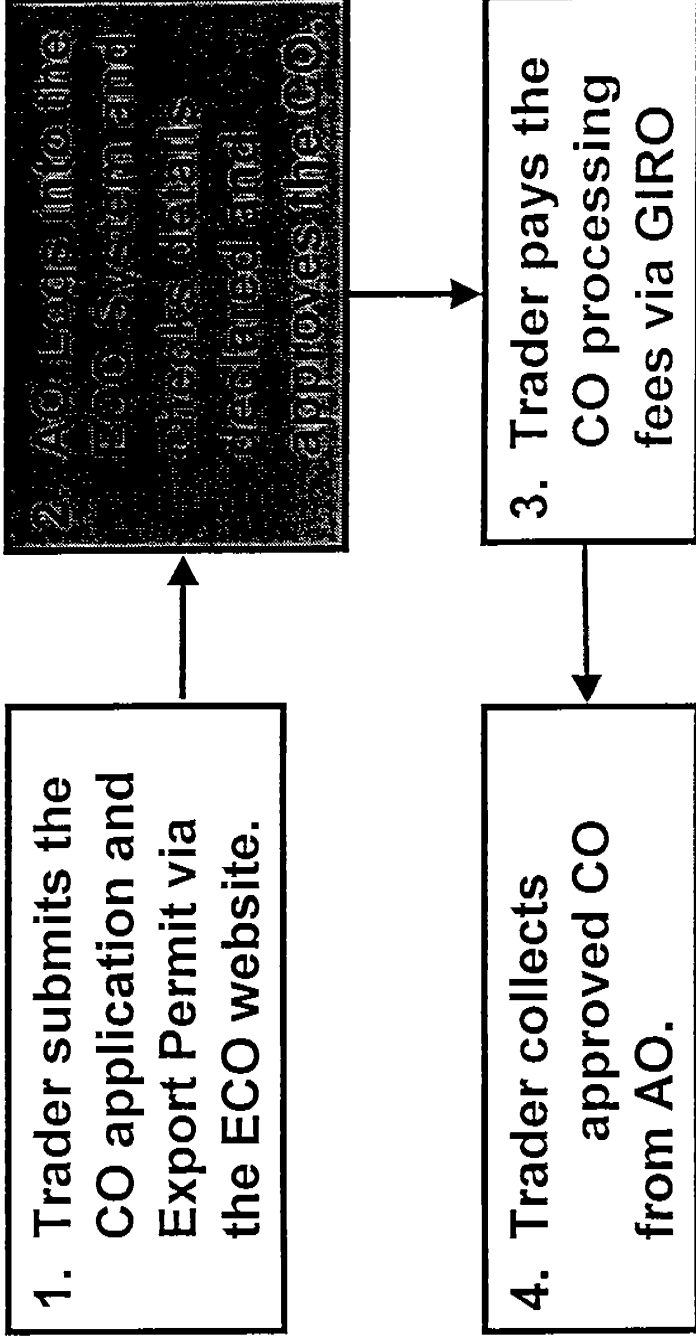 1. Trader submits the
CO application and
Export Permit via
the ECO website.
2. AO Logs into the
ECO System and
checks details
declared and
approves the CO.
3. Trader pays the
CO processing
fees via GIRO
4. Trader collects
approved CO
from AO.